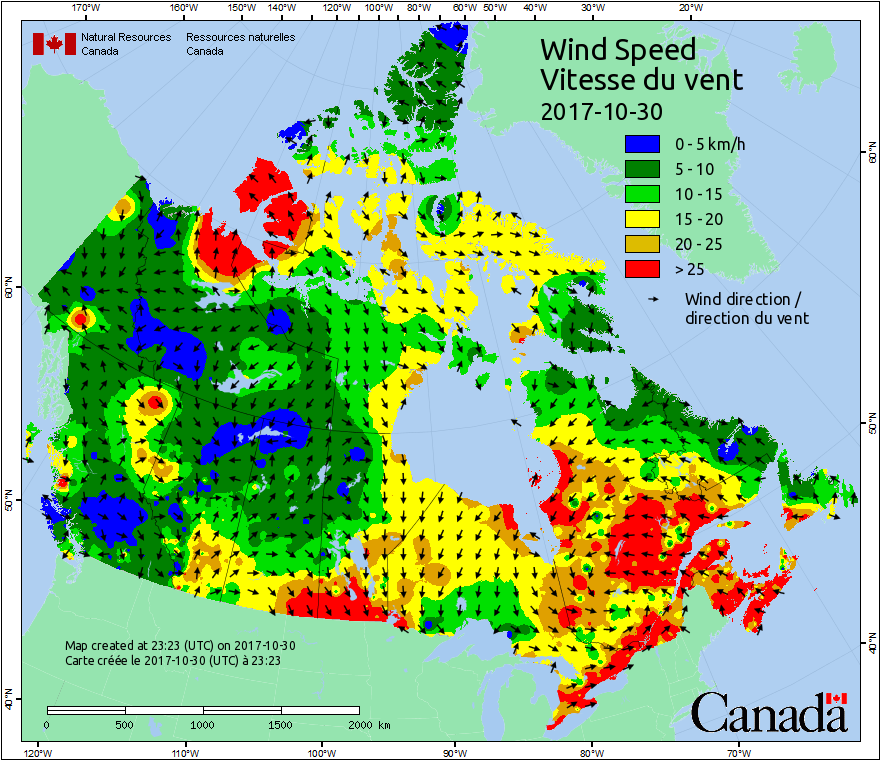 170°W 160°W 150°W 140°W 130°W 120°W 110°W 100°W 90°W 80°W 70°W 60°W 50°W 40°W 30°W 20°W
Natural Resources Ressources naturelles
Canada Canada
Wind Speed
Vitesse du vent
2017-10-30
0 - 5 km/h
5 - 10
10 - 15
15 - 20
20 - 25
> 25
Wind direction /
direction du vent
60°N
60°N
50°N
50°N
40°N
40°N
Map created at 23:23 (UTC) on 2017-10-30
Carte créée le 2017-10-30 (UTC) à 23:23
0 500 1000 1500 2000 km
Canada
120°W 110°W 100°W 90°W 80°W 70°W